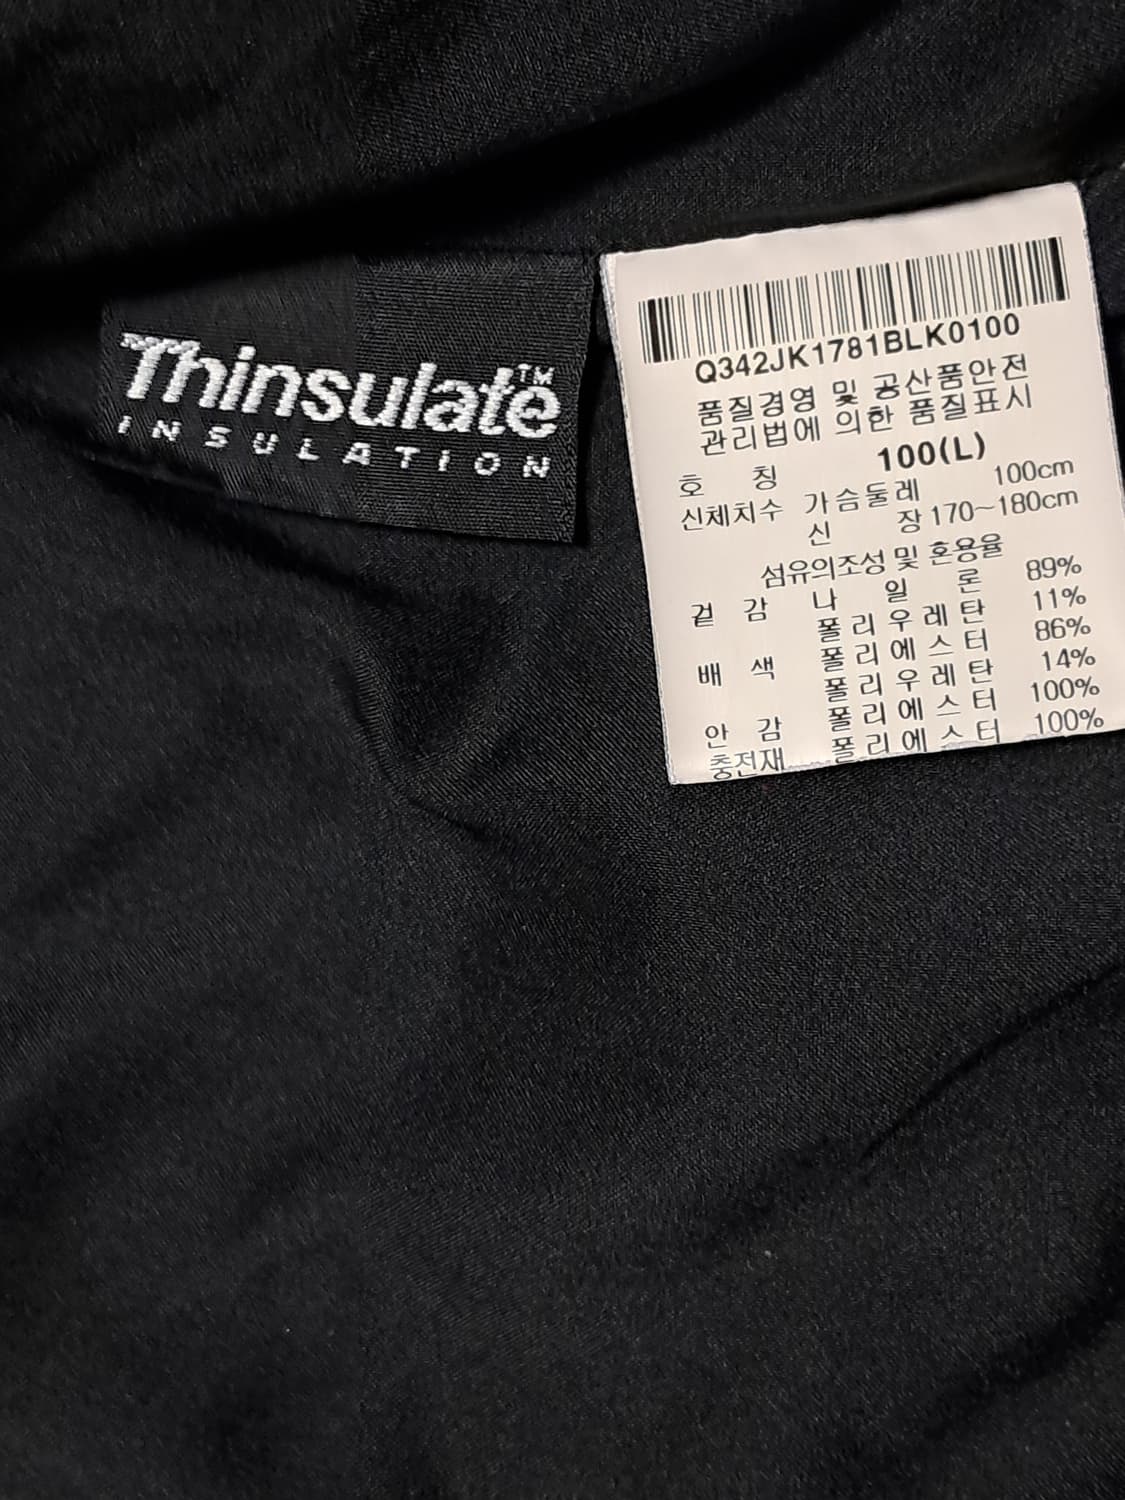 Thinsulate™
INSULATION
Q342JK1781BLK0100
품질경영 및 공산품안전
관리법에 의한 품질표시
호 칭 100(L)
신체치수 가슴둘레 100cm
신 장 170~180cm
섬유의조성 및 혼용율
겉 감 나 일 론 89%
폴리우레탄 11%
배 색 폴리에스터 86%
폴리우레탄 14%
안 감 폴리에스터 100%
충전재 폴리에스터 100%